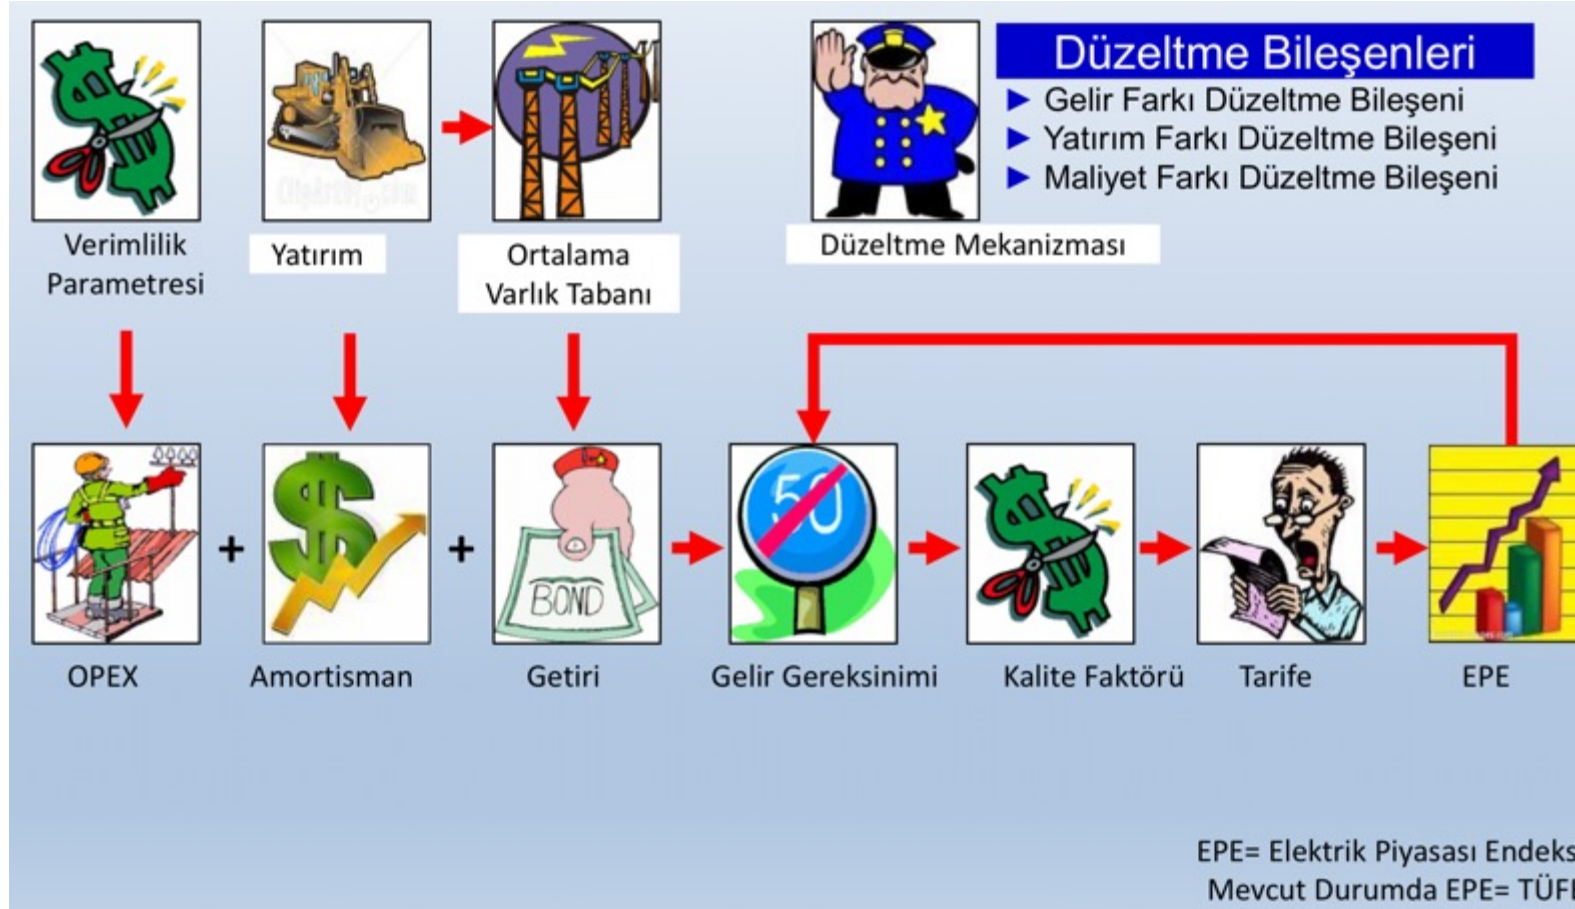 Düzeltme Bileşenleri
► Gelir Farkı Düzeltme Bileşeni
► Yatırım Farkı Düzeltme Bileşeni
► Maliyet Farkı Düzeltme Bileşeni
Verimlilik
Parametresi
Yatırım
Ortalama
Varlık Tabanı
Düzeltme Mekanizması
50
BOND
+
+
OPEX
Amortisman
Getiri
Gelir Gereksinimi
Kalite Faktörü
Tarife
EPE
EPE= Elektrik Piyasası Endeks
Mevcut Durumda EPE= TÜF